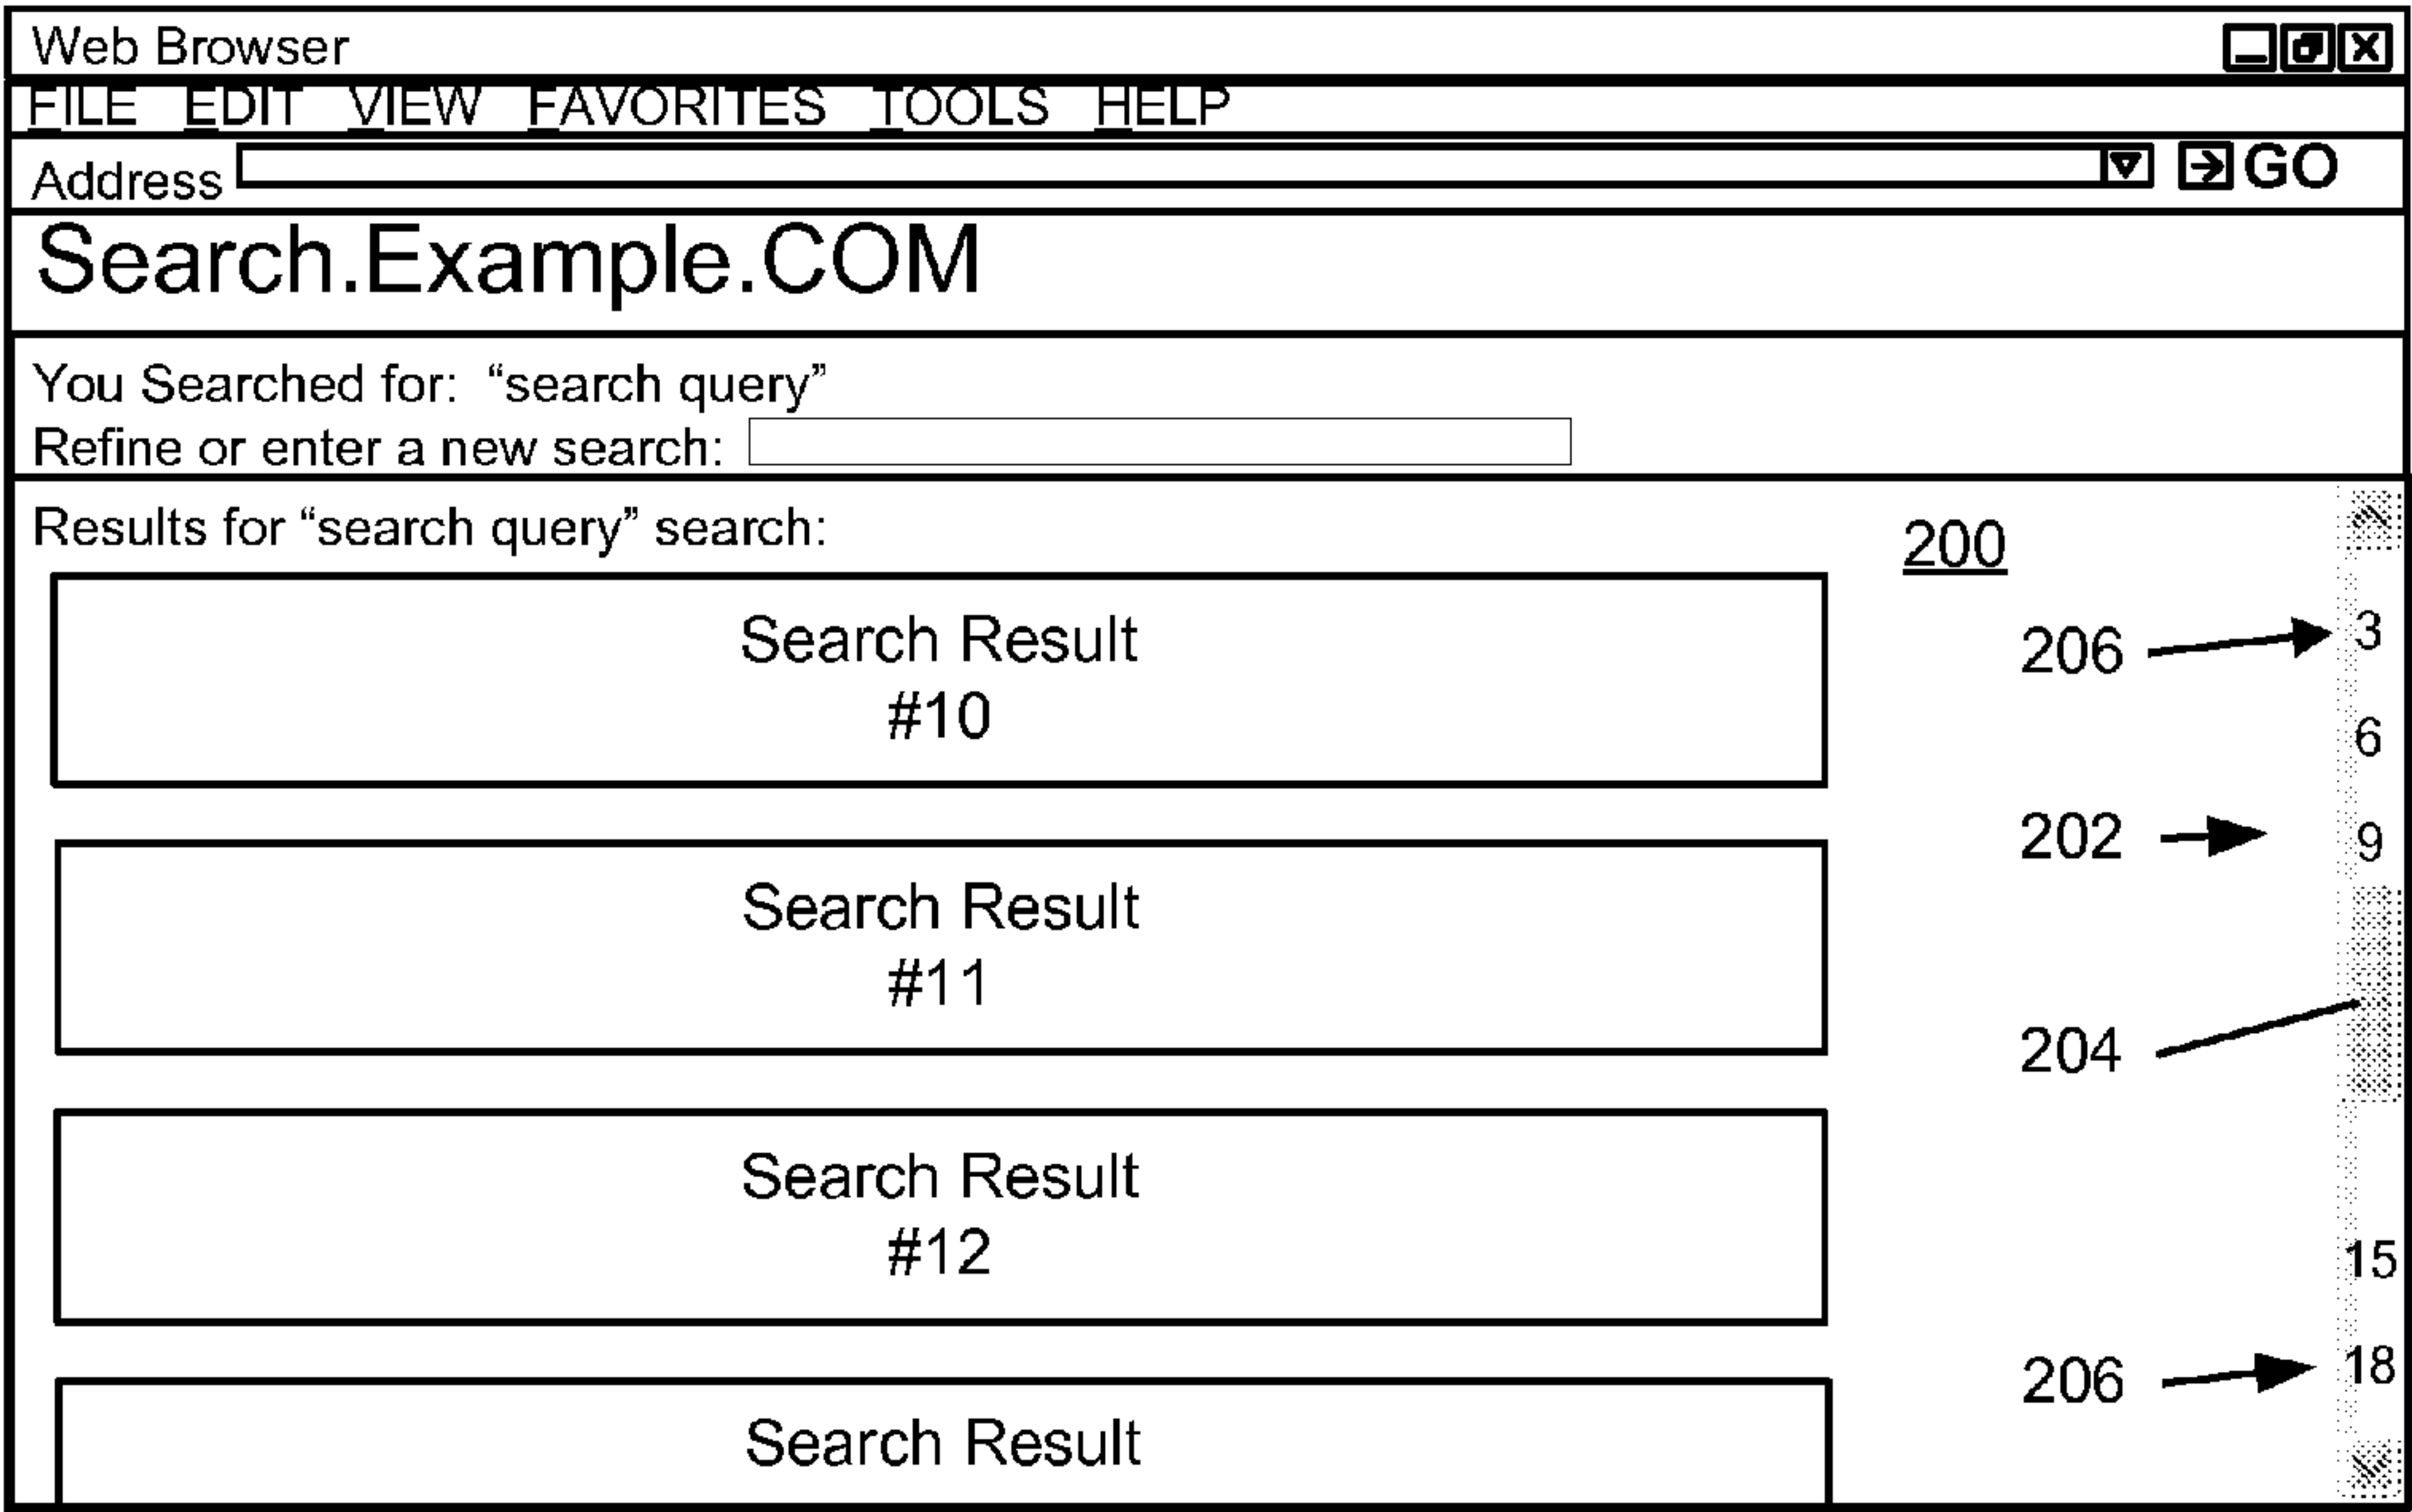 Web Browser
FILE EDIT VIEW FAVORITES TOOLS HELP
Address GO
Search.Example.COM
You Searched for: “search query”
Refine or enter a new search:
Results for “search query” search:
200
Search Result
#10
206
3
6
202
9
Search Result
#11
204
Search Result
#12
15
206
18
Search Result